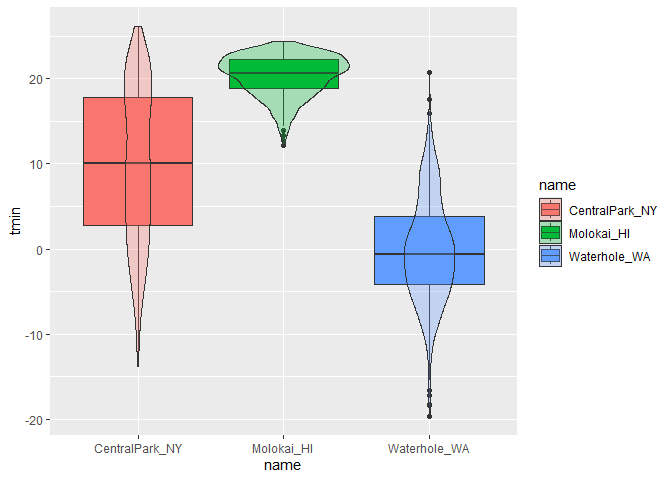 20
10
0
-10
-20
tmin
CentralPark_NY Molokai_HI Waterhole_WA
name
name
CentralPark_NY
Molokai_HI
Waterhole_WA